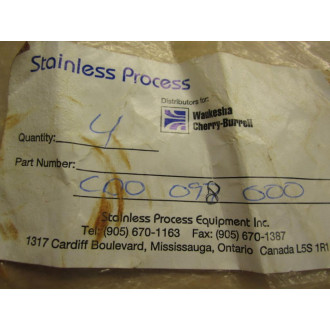 Stainless Process
Distributors for:
Waukesha
Cherry-Burrell
Quantity: 4
Part Number: C00 098 000
Stainless Process Equipment Inc.
Tel: (905) 670-1163 Fax: (905) 670-1387
1317 Cardiff Boulevard, Mississauga, Ontario Canada L5S 1R1